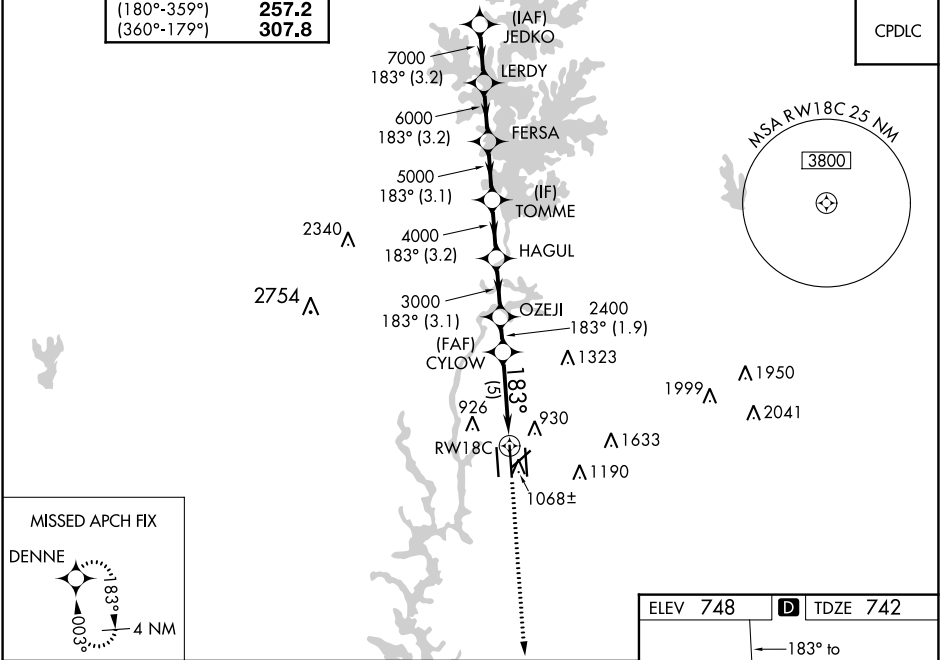 (180°-359°) 257.2
(360°-179°) 307.8
CPDLC
(IAF)
JEDKO
7000
183° (3.2)
LERDY
6000
183° (3.2)
FERSA
MSA RW18C 25 NM
3800
5000
183° (3.1)
(IF)
TOMME
2340
4000
183° (3.2)
HAGUL
2754
3000
183° (3.1)
OZEJI
2400
183° (1.9)
(FAF)
CYLOW
1323
183°
(5)
1950
1999
2041
926
930
RW18C
1633
1190
1068±
MISSED APCH FIX
DENNE
183°
003°
4 NM
ELEV 748 D TDZE 742
183° to